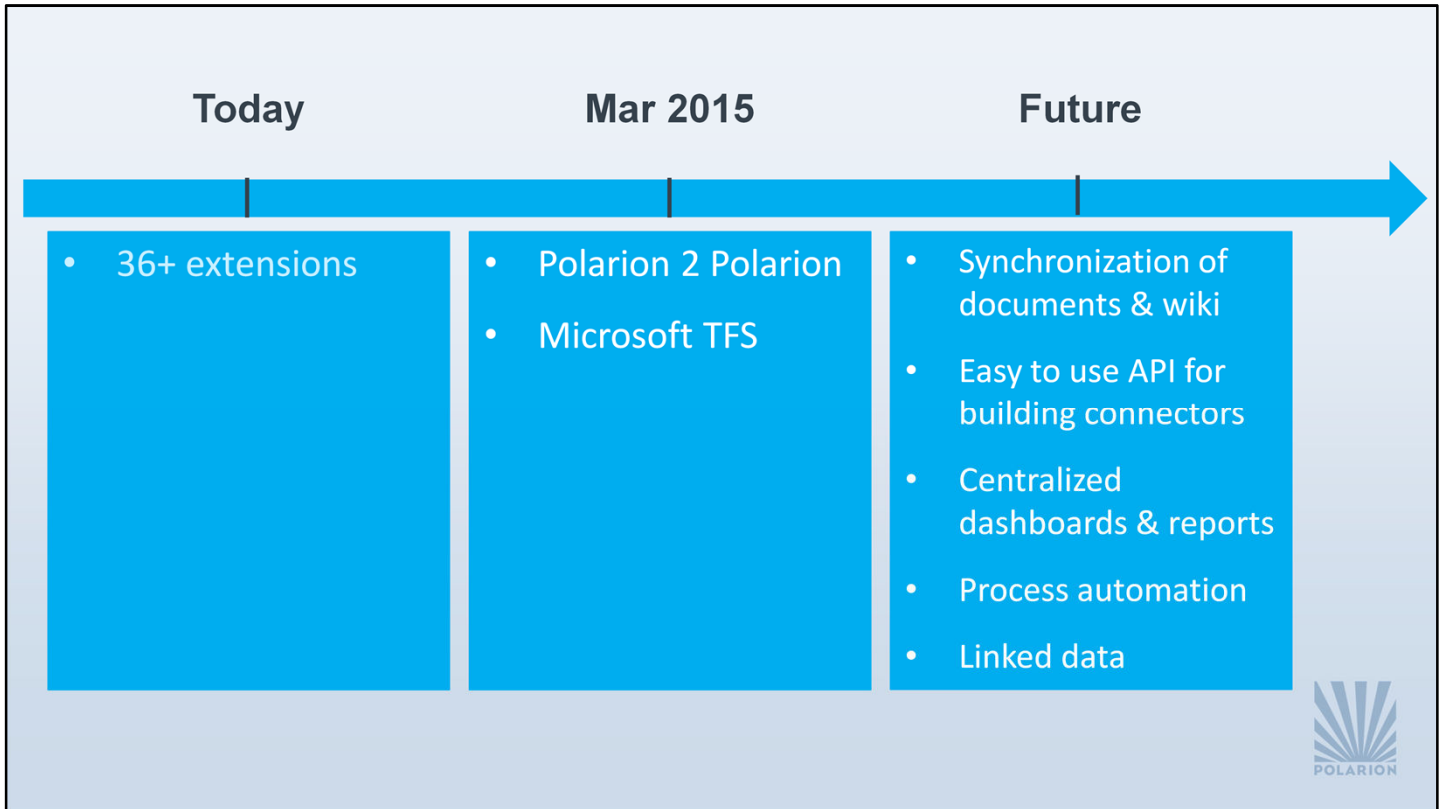 Today
Mar 2015
Future
• 36+ extensions
• Polarion 2 Polarion
• Microsoft TFS
• Synchronization of
documents & wiki
• Easy to use API for
building connectors
• Centralized
dashboards & reports
• Process automation
• Linked data
POLARION